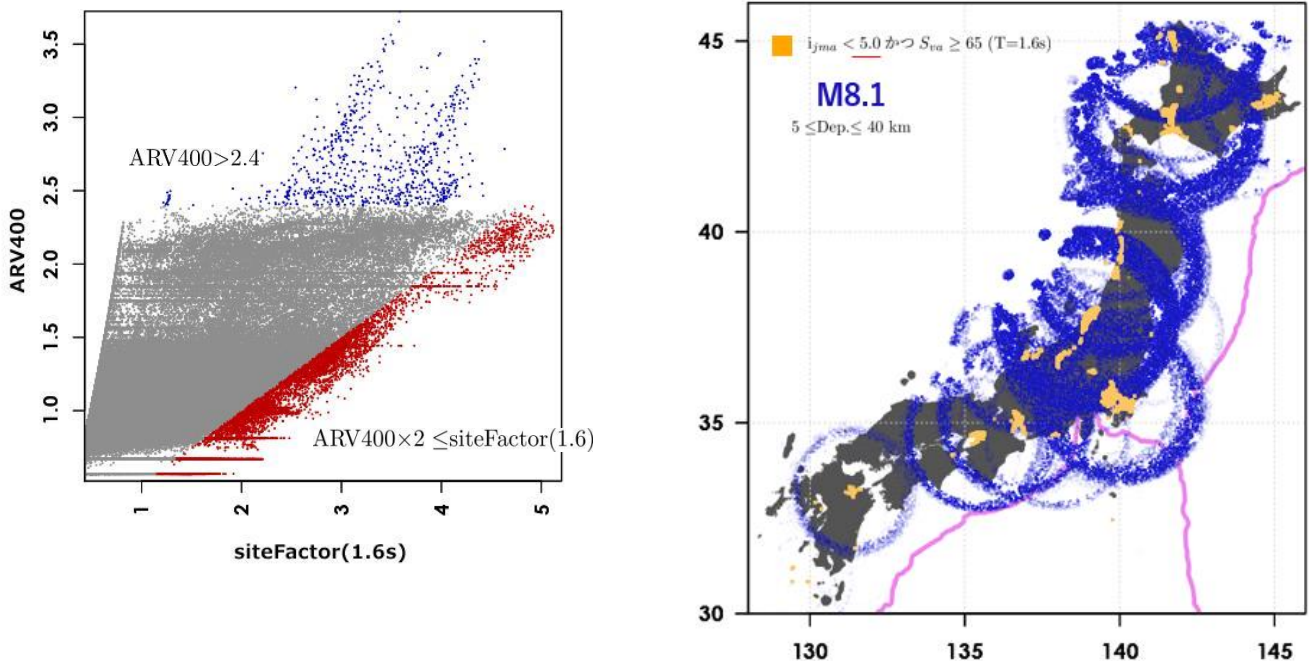 3.5
3.0
2.5
2.0
1.5
1.0
ARV400
ARV400>2.4
ARV400×2 ≤siteFactor(1.6)
1 2 3 4 5
siteFactor(1.6s)
45
40
35
30
i_jma < 5.0 かつ S_va ≥ 65 (T=1.6s)
M8.1
5 ≤Dep.≤ 40 km
130 135 140 145